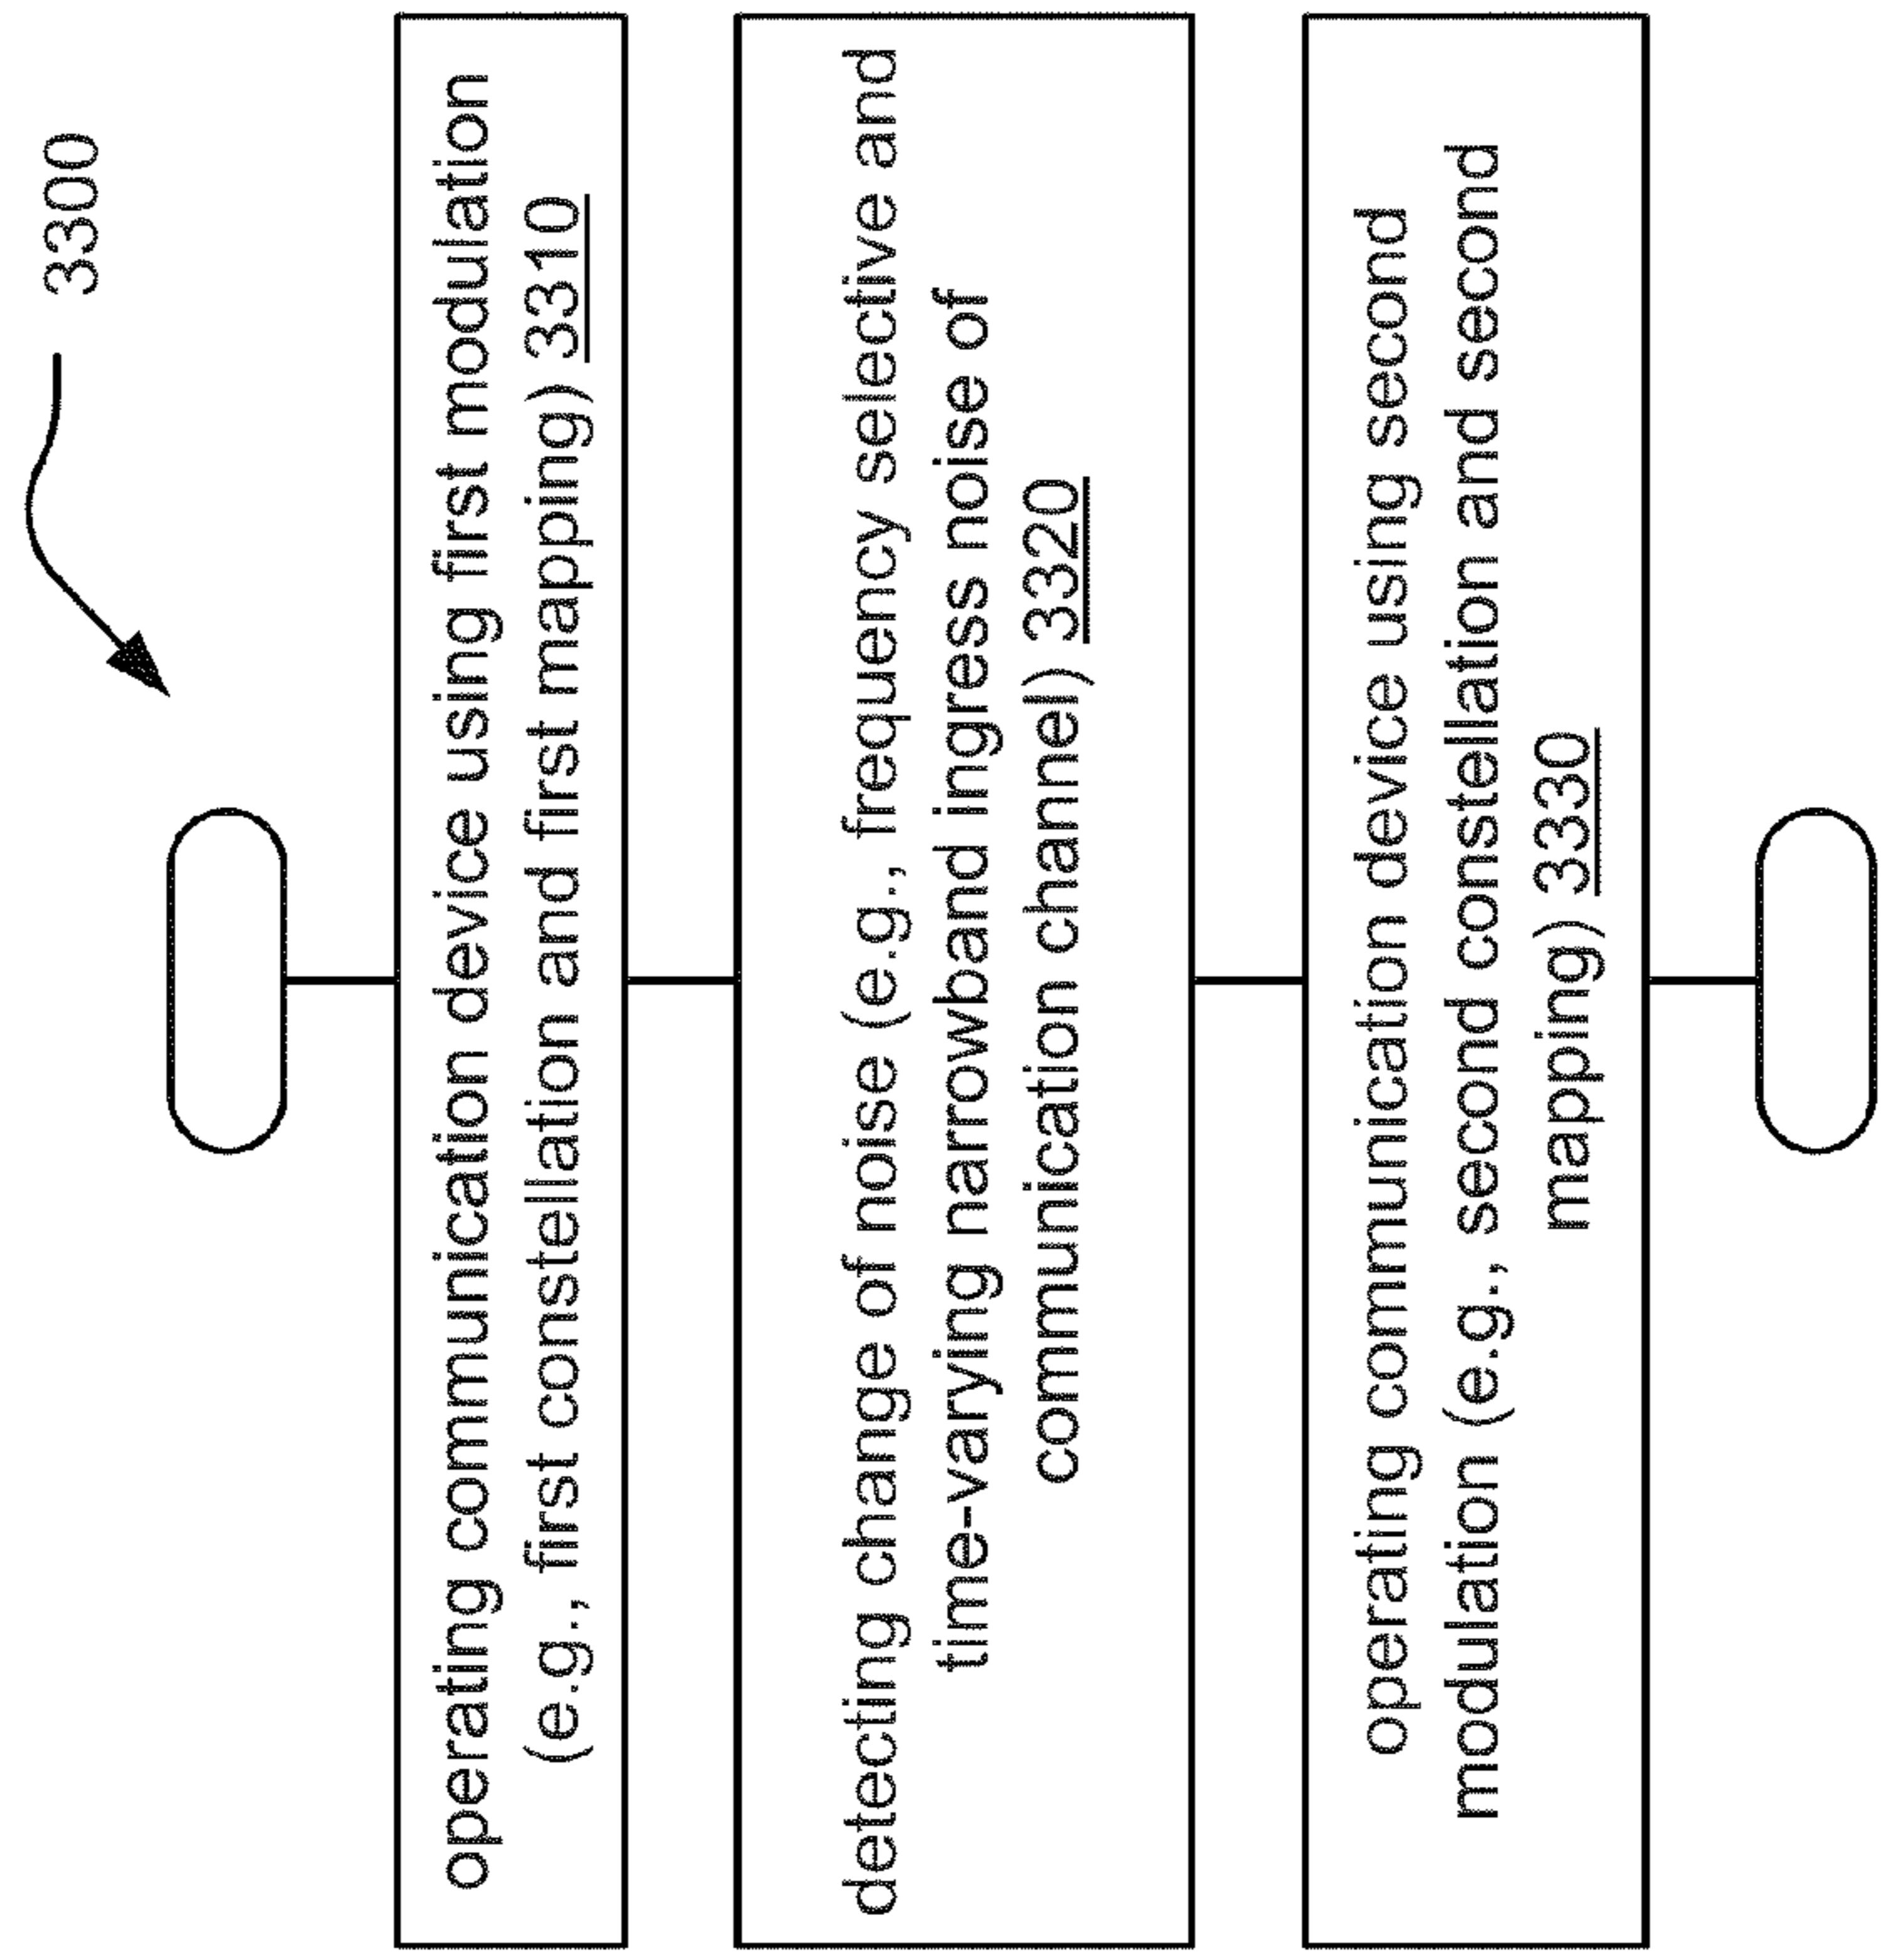 3300
operating communication device using first modulation
(e.g., first constellation and first mapping) 3310
detecting change of noise (e.g., frequency selective and
time-varying narrowband ingress noise of
communication channel) 3320
operating communication device using second
modulation (e.g., second constellation and second
mapping) 3330